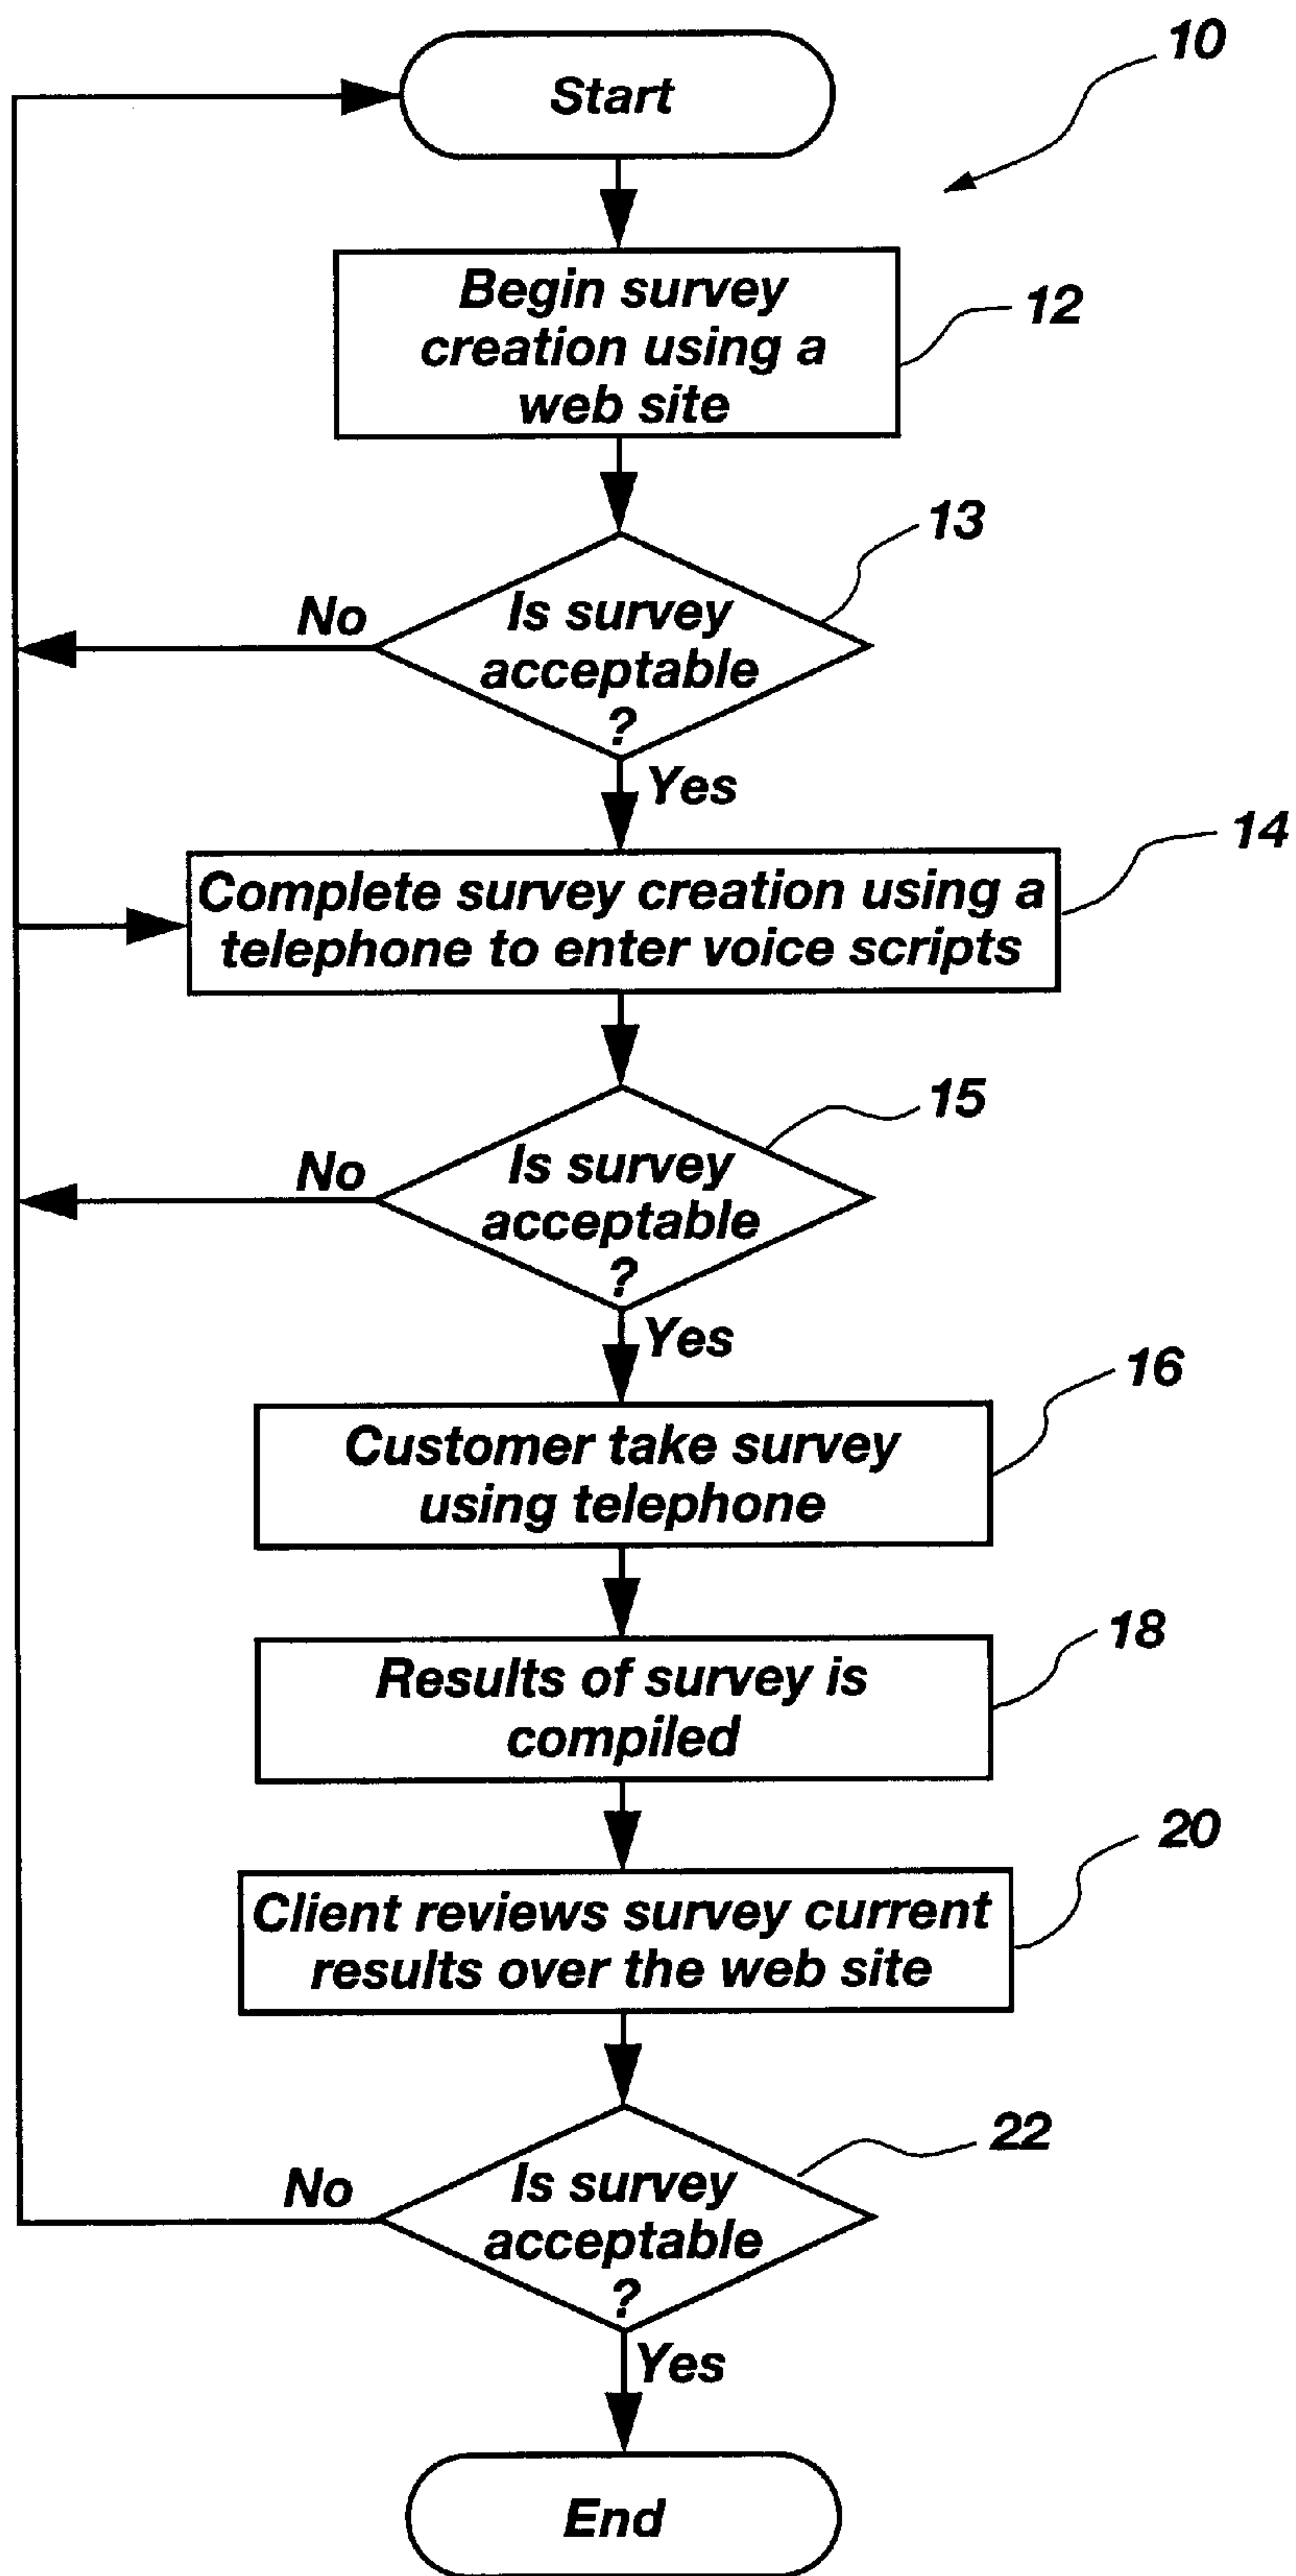 10
Start
Begin survey
creation using a
web site
12
13
Is survey
acceptable
?
No
Yes
14
Complete survey creation using a
telephone to enter voice scripts
15
Is survey
acceptable
?
No
Yes
16
Customer take survey
using telephone
18
Results of survey is
compiled
20
Client reviews survey current
results over the web site
22
Is survey
acceptable
?
No
Yes
End